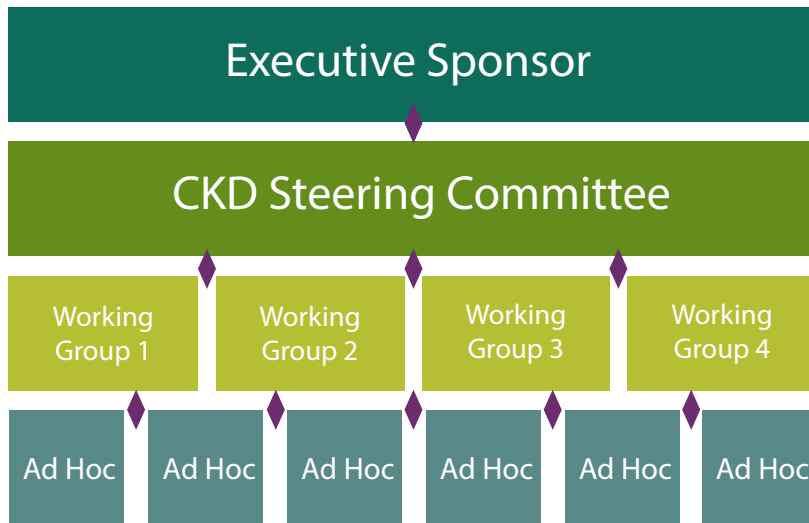 Executive Sponsor
CKD Steering Committee
Working
Group 1
Working
Group 2
Working
Group 3
Working
Group 4
Ad Hoc
Ad Hoc
Ad Hoc
Ad Hoc
Ad Hoc
Ad Hoc